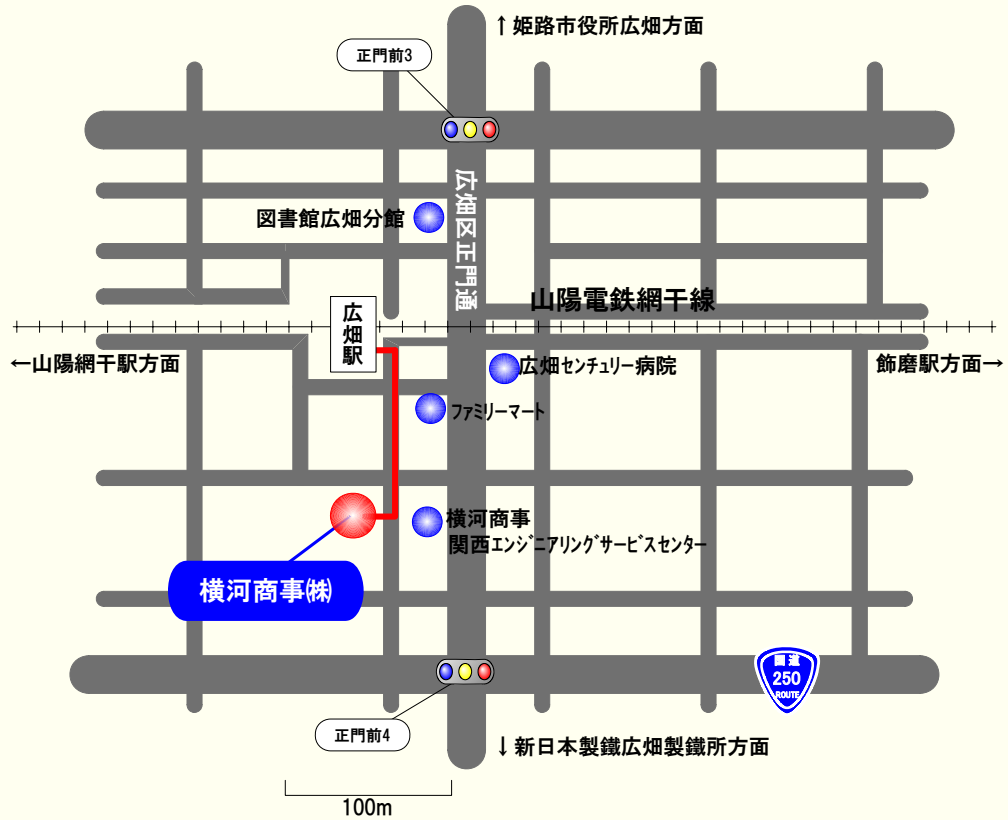 ↑姫路市役所広畑方面
正門前3
広畑区正門通
図書館広畑分館
山陽電鉄網干線
広畑駅
←山陽網干駅方面
広畑センチュリー病院
飾磨駅方面→
ファミリーマート
横河商事
関西エンジニアリングサービスセンター
横河商事㈱
国道
250
ROUTE
正門前4
↓新日本製鐵広畑製鐵所方面
100m